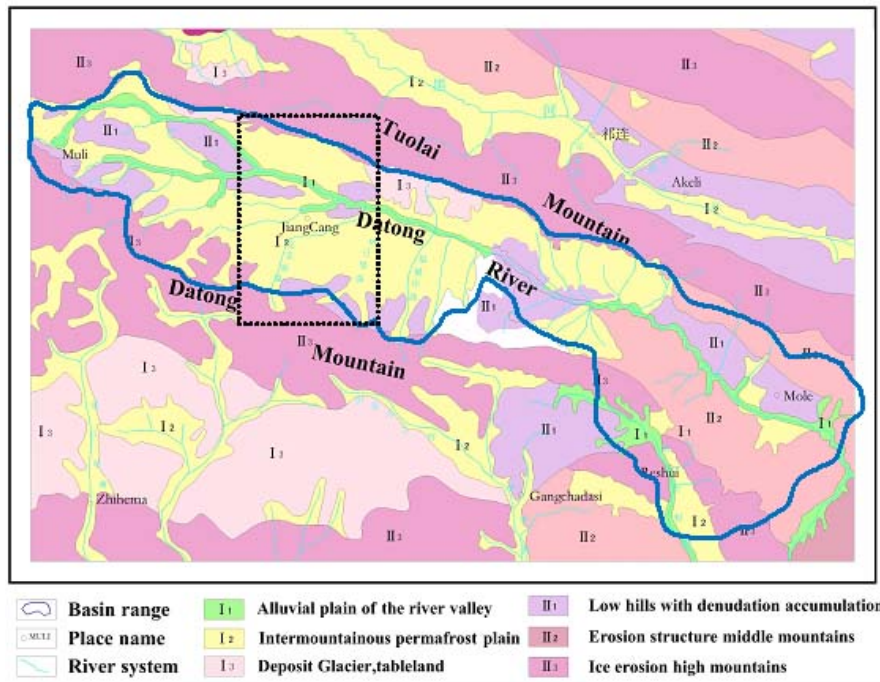 II3
I3
I2
II2
II3
Tuolai
祁连
II1
II1
Muli
II2
Akeli
I2
I1
I3
II3
Mountain
Datong
JiangCang
I2
I3
River
Datong
II1
II3
Mountain
II3
II1
I3
I3
Mole
I2
II2
I3
I1
II1
I1
I1
I3
Reshui
Zhihema
Gangchadasi
I2
II3
II3
II2
Basin range
I1 Alluvial plain of the river valley
II1 Low hills with denudation accumulation
MULI Place name
I2 Intermountainous permafrost plain
II2 Erosion structure middle mountains
River system
I3 Deposit Glacier,tableland
II3 Ice erosion high mountains